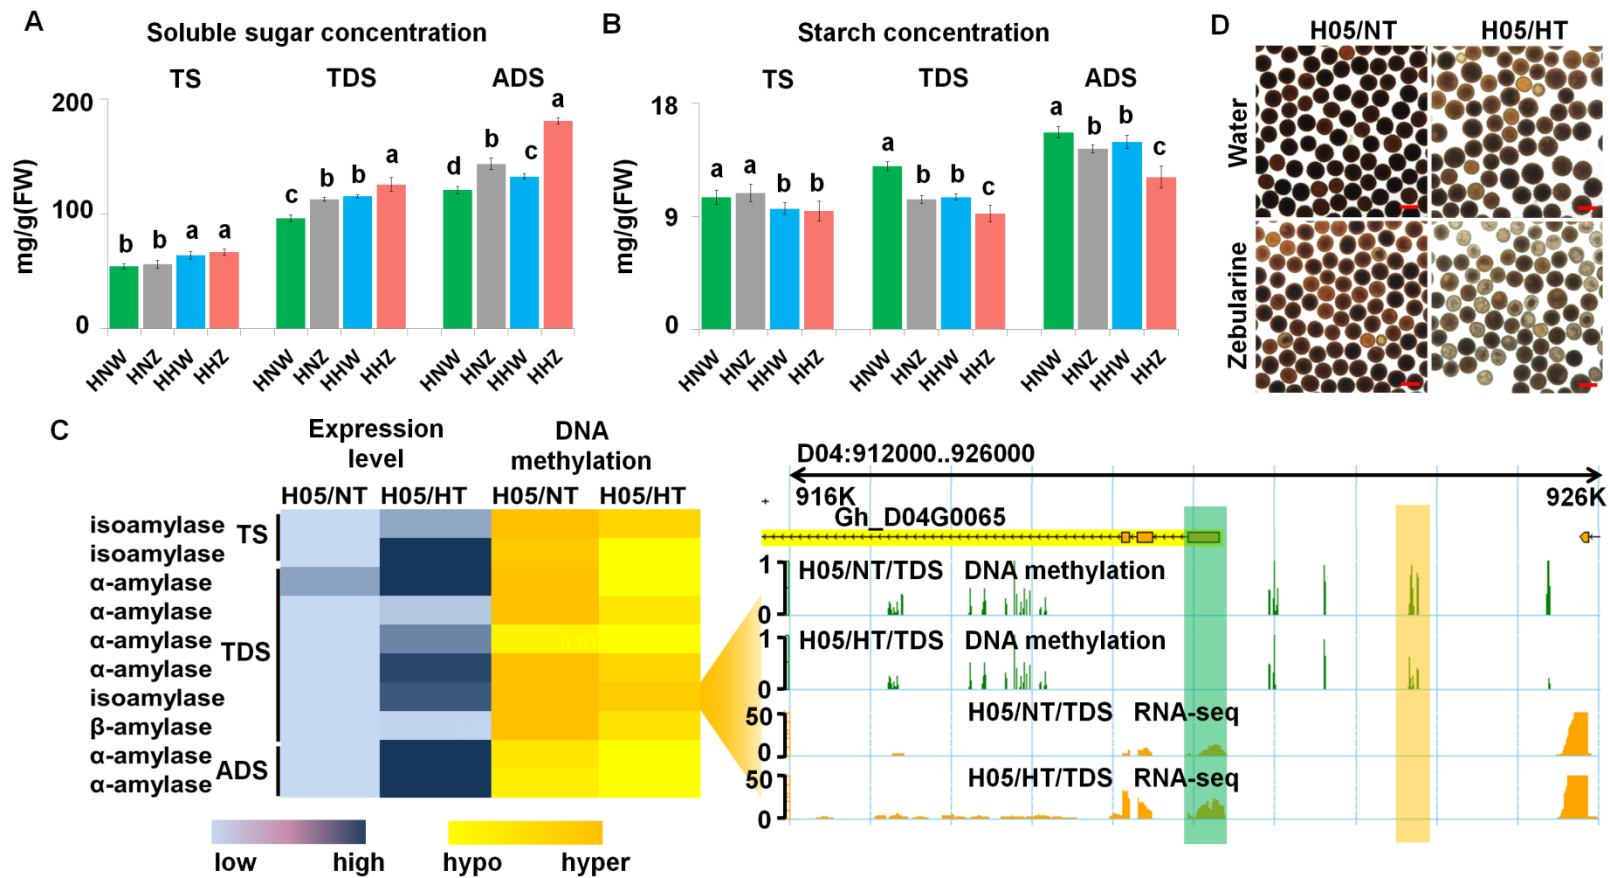 A
Soluble sugar concentration
TS TDS ADS
mg/g(FW)
200
100
0
b b a a
c b b a
d b c a
HNW HNZ HHW HHZ
HNW HNZ HHW HHZ
HNW HNZ HHW HHZ
B
Starch concentration
TS TDS ADS
mg/g(FW)
18
9
0
a a b b
a b b c
a b b c
HNW HNZ HHW HHZ
HNW HNZ HHW HHZ
HNW HNZ HHW HHZ
D
H05/NT H05/HT
Water
Zebularine
C
Expression level
DNA methylation
H05/NT H05/HT H05/NT H05/HT
isoamylase
isoamylase
TS
α-amylase
α-amylase
α-amylase
α-amylase
isoamylase
β-amylase
TDS
α-amylase
α-amylase
ADS
0.51
low high
hypo hyper
D04:912000..926000
+
916K 926K
Gh_D04G0065
1
0
H05/NT/TDS DNA methylation
1
0
H05/HT/TDS DNA methylation
50
0
H05/NT/TDS RNA-seq
50
0
H05/HT/TDS RNA-seq